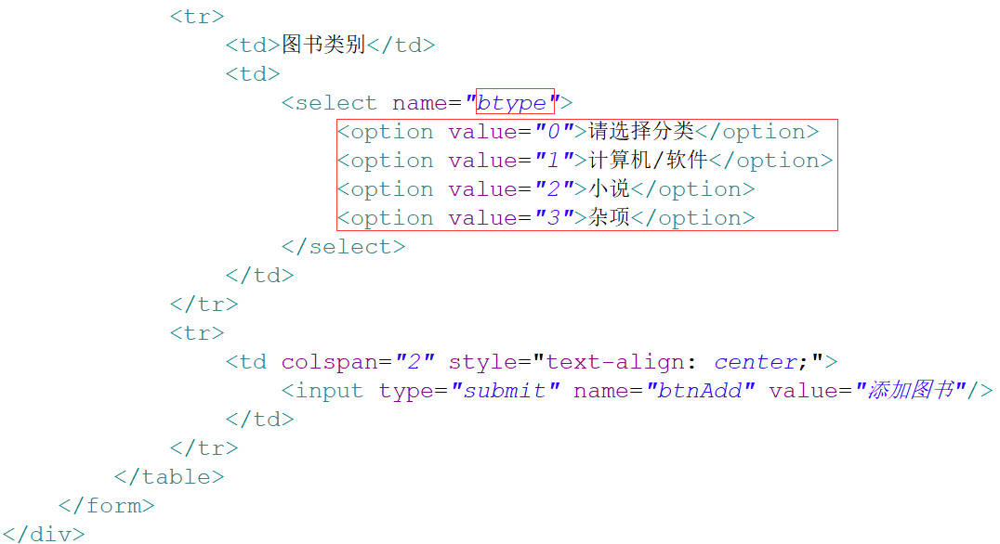 <tr>
<td>图书类别</td>
<td>
<select name="btype">
<option value="0">请选择分类</option>
<option value="1">计算机/软件</option>
<option value="2">小说</option>
<option value="3">杂项</option>
</select>
</td>
</tr>
<tr>
<td colspan="2" style="text-align: center;">
<input type="submit" name="btnAdd" value="添加图书"/>
</td>
</tr>
</table>
</form>
</div>